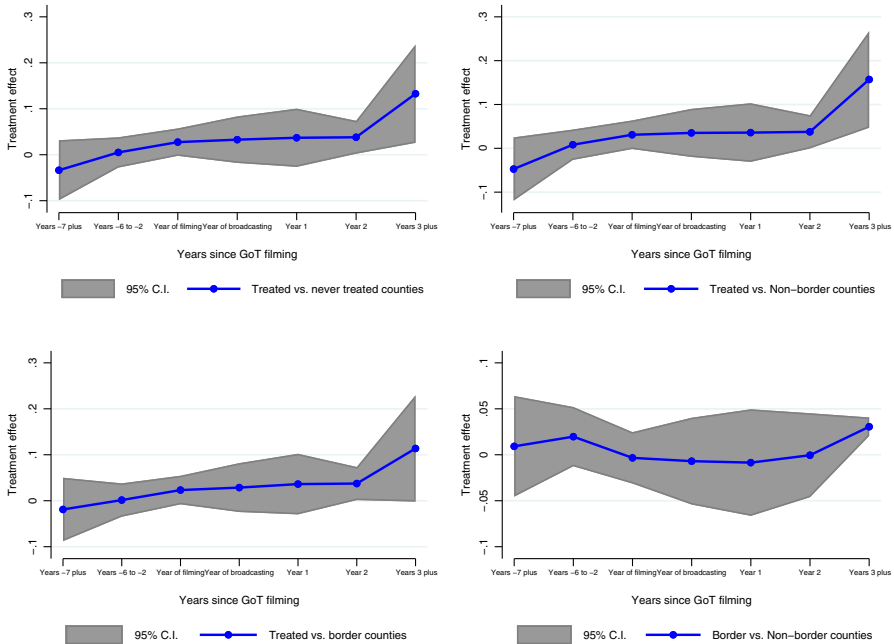 .3
.2
.1
0
-.1
Treatment effect
Years -7 plus Years -6 to -2 Year of filming Year of broadcasting Year 1 Year 2 Years 3 plus
Years since GoT filming
95% C.I. Treated vs. never treated counties
.3
.2
.1
0
-.1
Treatment effect
Years -7 plus Years -6 to -2 Year of filming Year of broadcasting Year 1 Year 2 Years 3 plus
Years since GoT filming
95% C.I. Treated vs. Non-border counties
.3
.2
.1
0
-.1
Treatment effect
Years -7 plus Years -6 to -2 Year of filming Year of broadcasting Year 1 Year 2 Years 3 plus
Years since GoT filming
95% C.I. Treated vs. border counties
.1
.05
0
-.05
-.1
Treatment effect
Years -7 plus Years -6 to -2 Year of filming Year of broadcasting Year 1 Year 2 Years 3 plus
Years since GoT filming
95% C.I. Border vs. Non-border counties